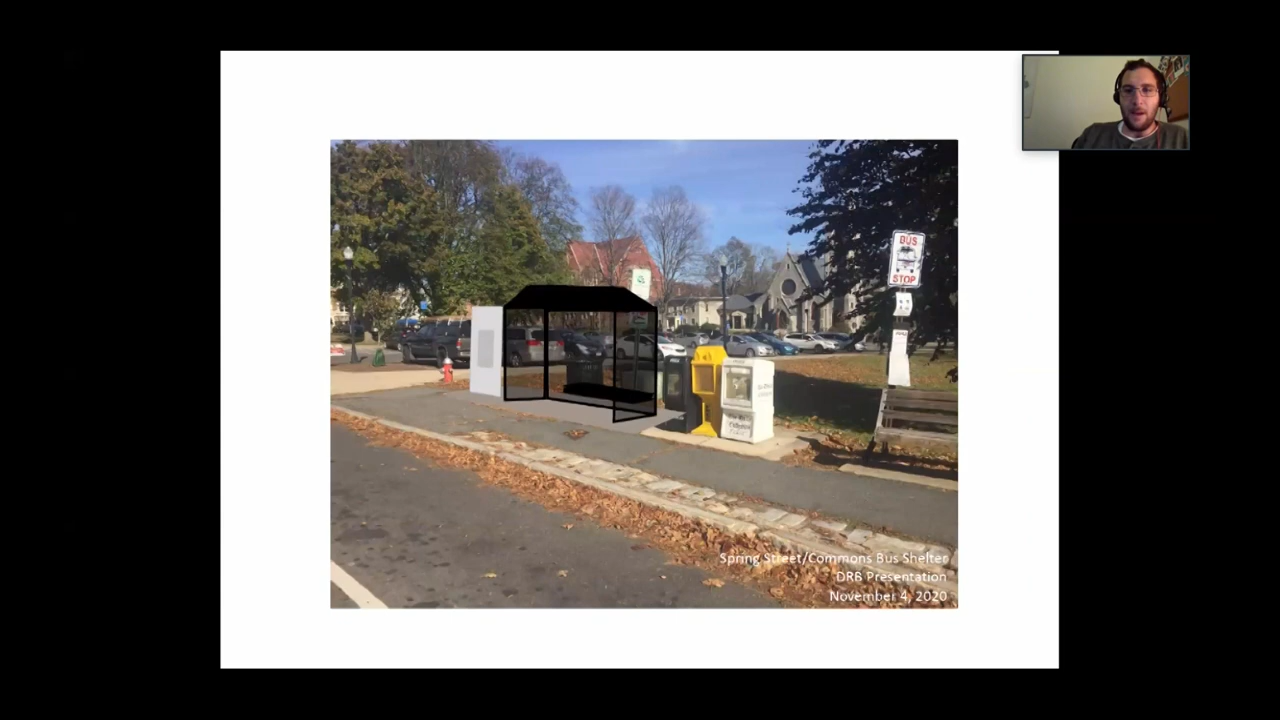 BUS
STOP
Spring Street/Commons Bus Shelter
DRB Presentation
November 4, 2020